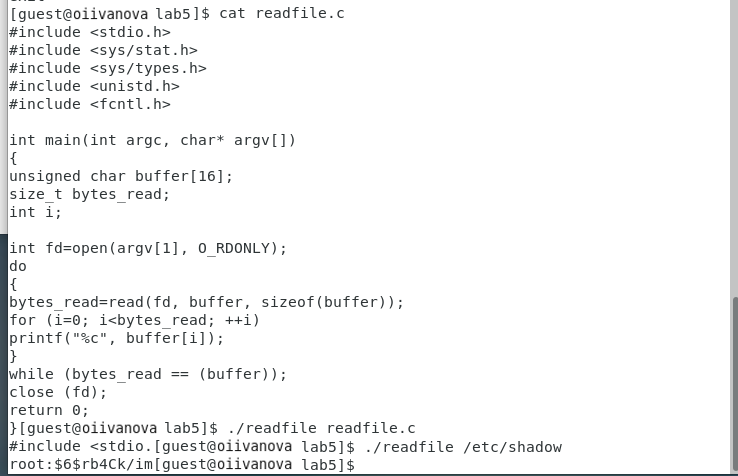 [guest@oiivanova lab5]$ cat readfile.c
#include <stdio.h>
#include <sys/stat.h>
#include <sys/types.h>
#include <unistd.h>
#include <fcntl.h>
int main(int argc, char* argv[])
{
unsigned char buffer[16];
size_t bytes_read;
int i;
int fd=open(argv[1], O_RDONLY);
do
{
bytes_read=read(fd, buffer, sizeof(buffer));
for (i=0; i<bytes_read; ++i)
printf("%c", buffer[i]);
}
while (bytes_read == (buffer));
close (fd);
return 0;
}[guest@oiivanova lab5]$ ./readfile readfile.c
#include <stdio.[guest@oiivanova lab5]$ ./readfile /etc/shadow
root:$6$rb4Ck/im[guest@oiivanova lab5]$